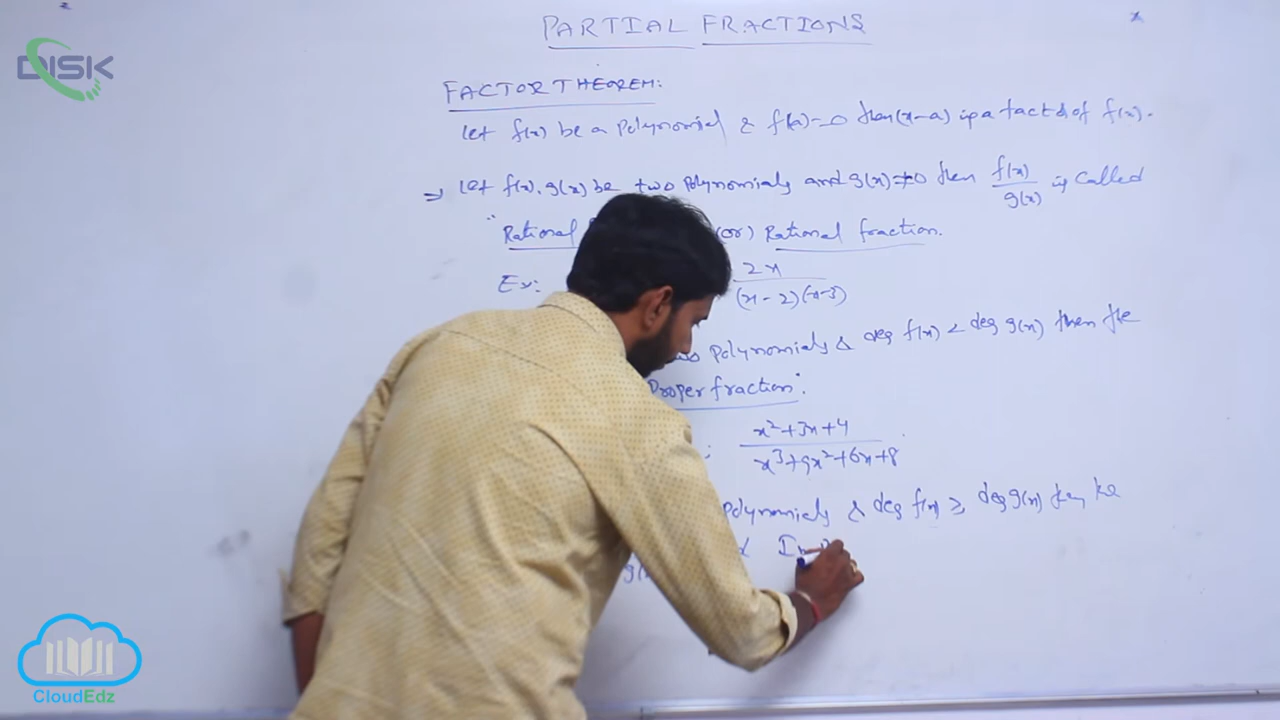 PARTIAL FRACTIONS
DISK
FACTOR THEOREM:
Let f(x) be a polynomial & f(a)=0 then (x-a) is a factor of f(x).
⇒ Let f(x), g(x) be two polynomials and g(x)≠0 then f(x)/g(x) is called
"Rational (or) Rational fraction.
Ex: 2x/(x-2)(x-3)
two polynomials & deg f(x) < deg g(x) then the
Proper fraction".
: x²+3x+4/x³+9x²+6x+8
polynomials & deg f(x) ≥ deg g(x) then the
CloudEdz